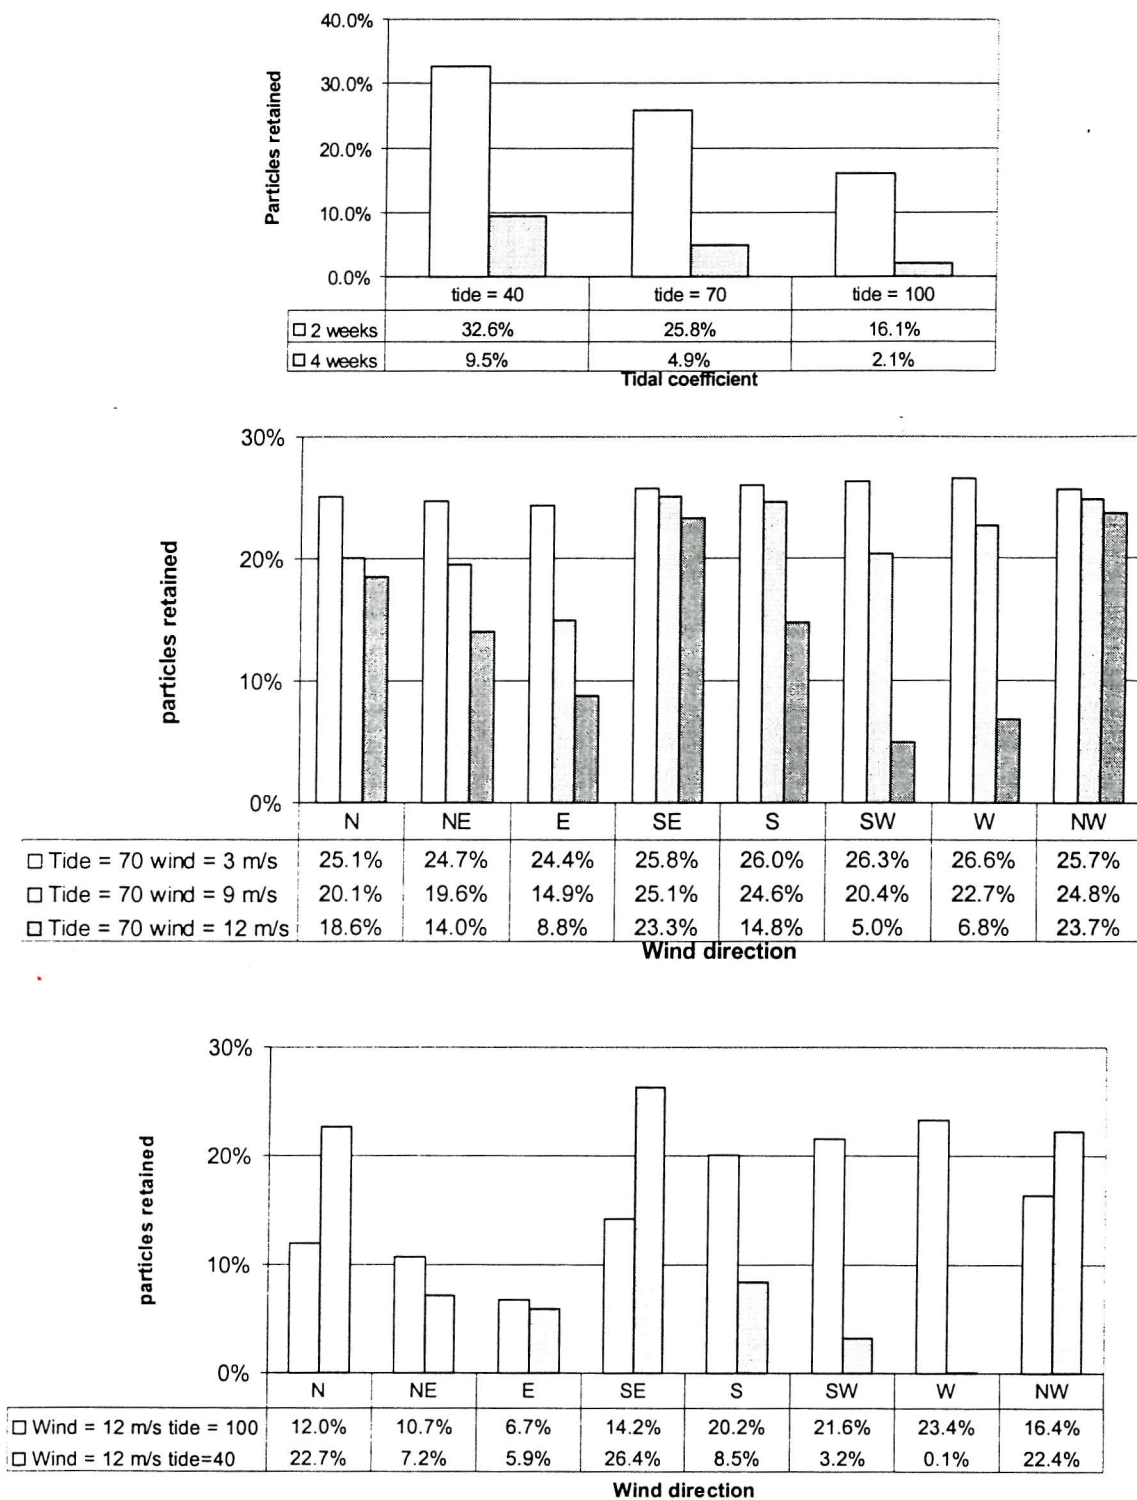 40.0%
30.0%
20.0%
10.0%
0.0%
Particles retained
tide = 40 tide = 70 tide = 100
2 weeks 32.6% 25.8% 16.1%
4 weeks 9.5% 4.9% 2.1%
Tidal coefficient
30%
20%
10%
0%
particles retained
N NE E SE S SW W NW
Tide = 70 wind = 3 m/s 25.1% 24.7% 24.4% 25.8% 26.0% 26.3% 26.6% 25.7%
Tide = 70 wind = 9 m/s 20.1% 19.6% 14.9% 25.1% 24.6% 20.4% 22.7% 24.8%
Tide = 70 wind = 12 m/s 18.6% 14.0% 8.8% 23.3% 14.8% 5.0% 6.8% 23.7%
Wind direction
30%
20%
10%
0%
particles retained
N NE E SE S SW W NW
Wind = 12 m/s tide = 100 12.0% 10.7% 6.7% 14.2% 20.2% 21.6% 23.4% 16.4%
Wind = 12 m/s tide=40 22.7% 7.2% 5.9% 26.4% 8.5% 3.2% 0.1% 22.4%
Wind direction